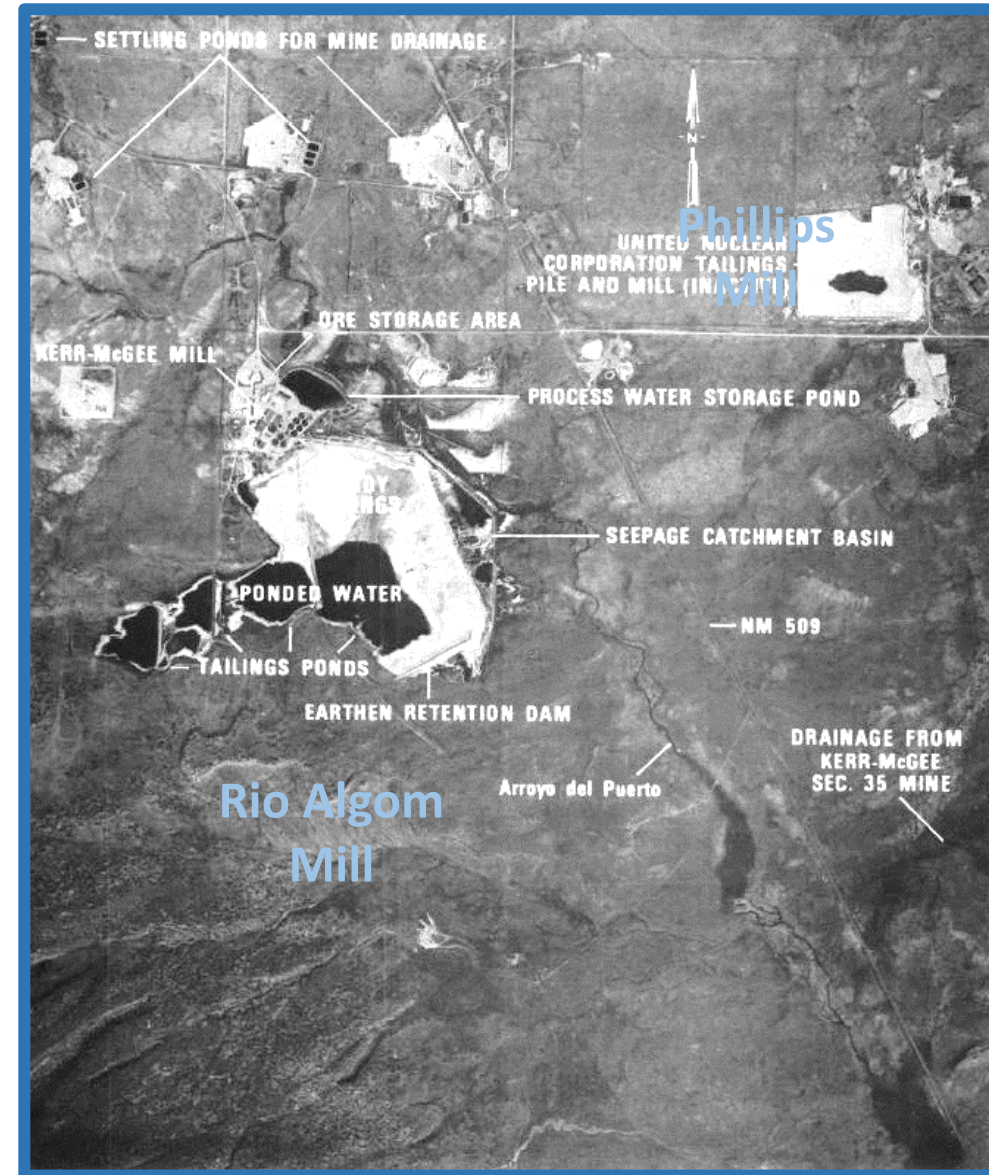 SETTLING PONDS FOR MINE DRAINAGE
N
Phillips
Mill
UNITED NUCLEAR
CORPORATION TAILINGS
PILE AND MILL
ORE STORAGE AREA
KERR-McGEE MILL
PROCESS WATER STORAGE POND
SEEPAGE CATCHMENT BASIN
PONDED WATER
NM 509
TAILINGS PONDS
EARTHEN RETENTION DAM
DRAINAGE FROM
KERR-McGEE
SEC. 35 MINE
Arroyo del Puerto
Rio Algom
Mill